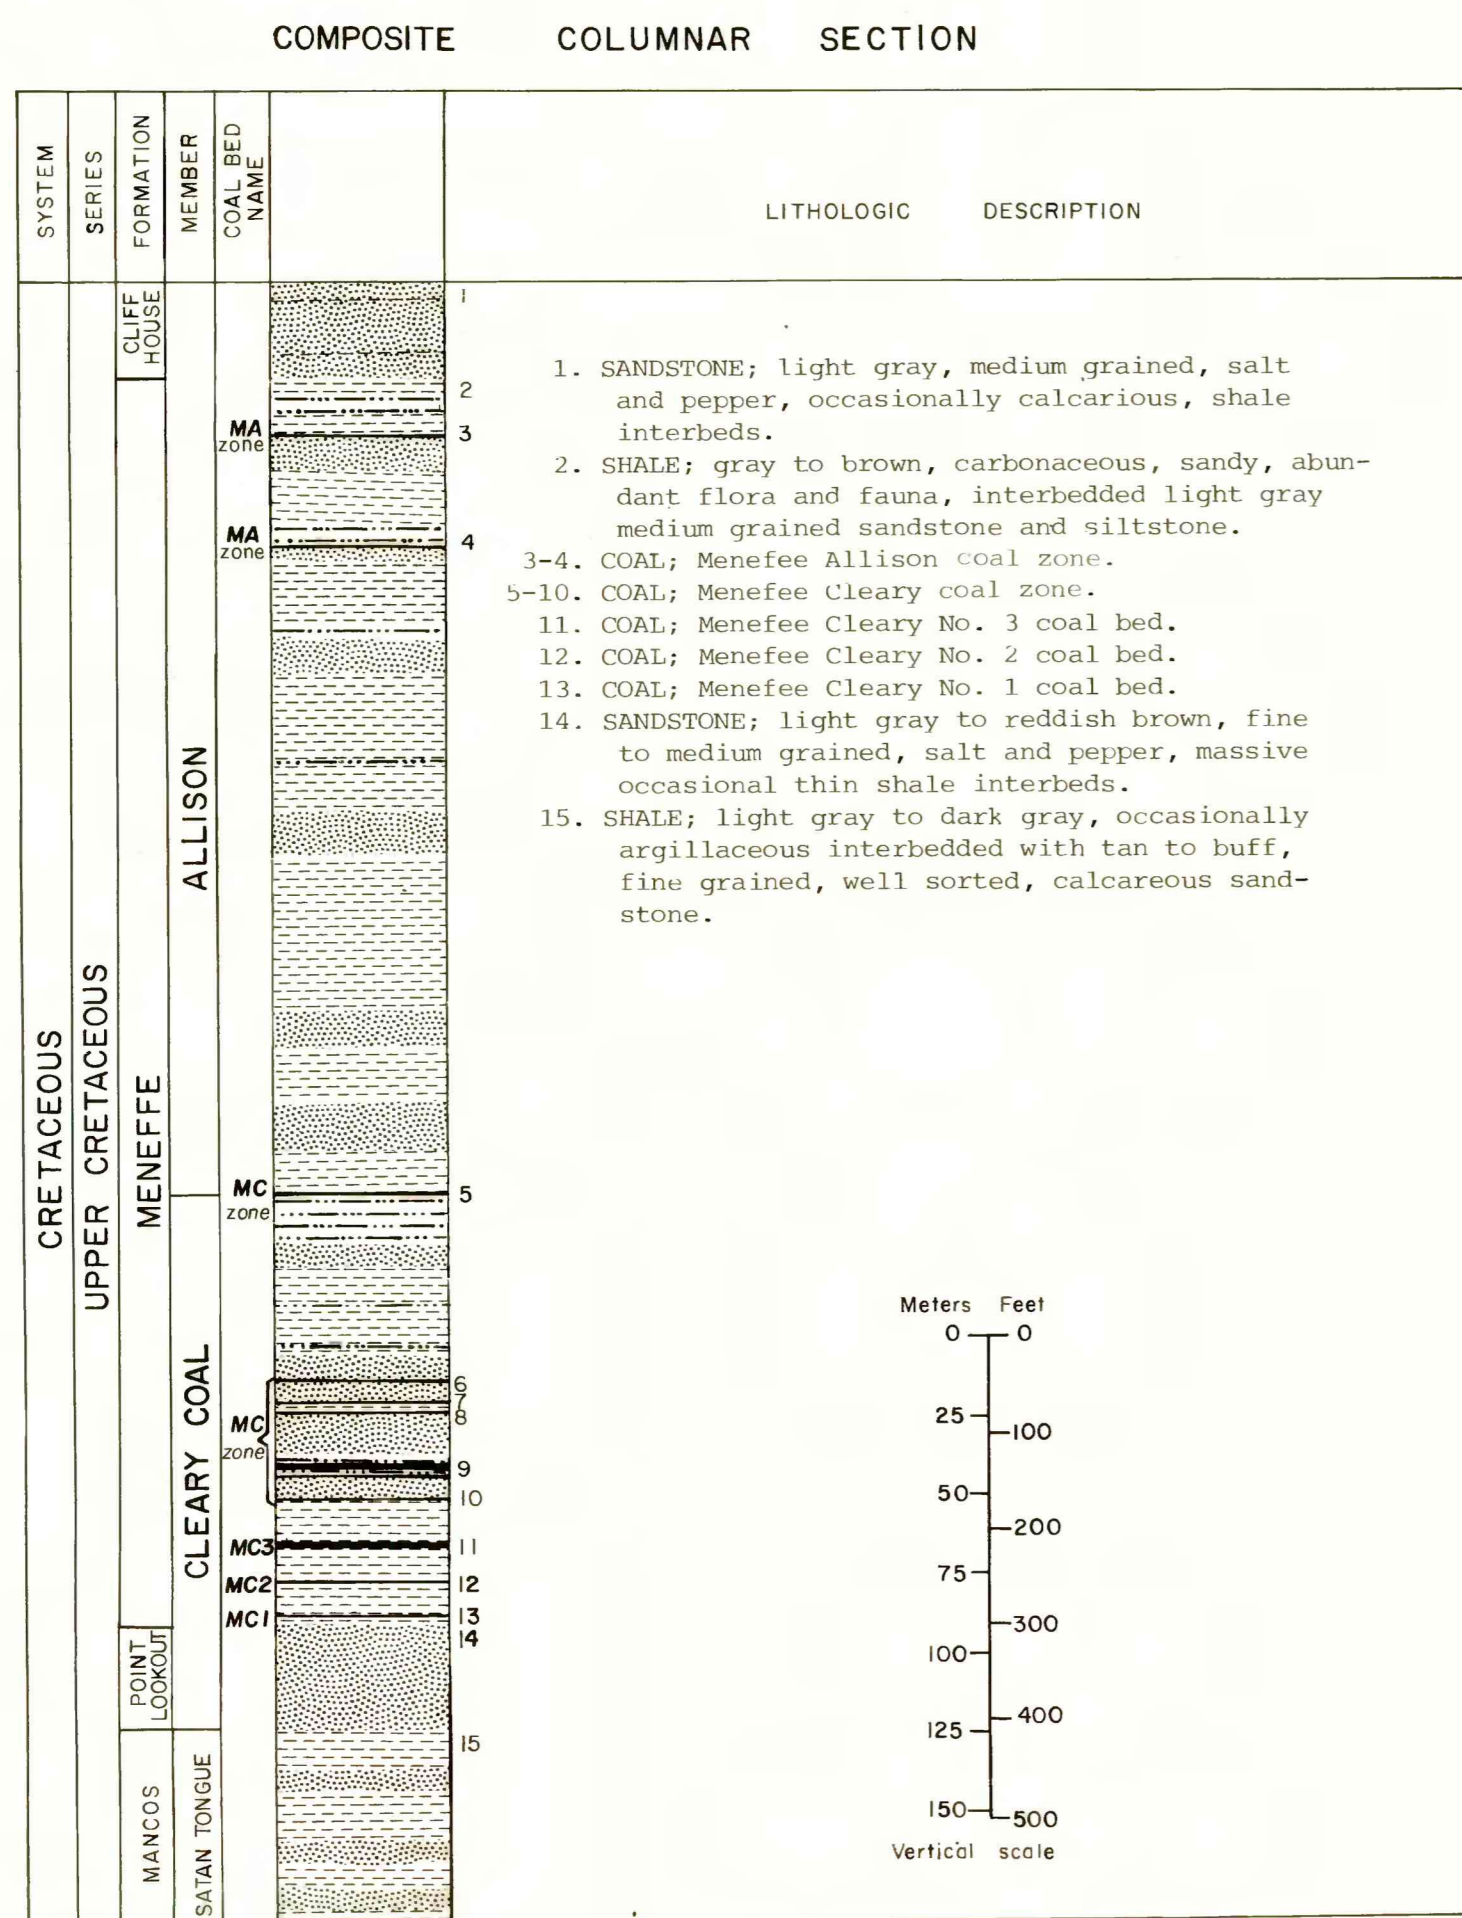 COMPOSITE COLUMNAR SECTION
SYSTEM
SERIES
FORMATION
MEMBER
COAL BED
NAME
LITHOLOGIC DESCRIPTION
CRETACEOUS
UPPER CRETACEOUS
CLIFF
HOUSE
MENEFFE
POINT
LOOKOUT
MANCOS
ALLISON
CLEARY COAL
SATAN TONGUE
MA
zone
MA
zone
MC
zone
MC
zone
MC3
MC2
MC1
1
2
3
4
5
6
7
8
9
10
11
12
13
14
15
1. SANDSTONE; light gray, medium grained, salt
and pepper, occasionally calcarious, shale
interbeds.
2. SHALE; gray to brown, carbonaceous, sandy, abun-
dant flora and fauna, interbedded light gray
medium grained sandstone and siltstone.
3-4. COAL; Menefee Allison coal zone.
5-10. COAL; Menefee Cleary coal zone.
11. COAL; Menefee Cleary No. 3 coal bed.
12. COAL; Menefee Cleary No. 2 coal bed.
13. COAL; Menefee Cleary No. 1 coal bed.
14. SANDSTONE; light gray to reddish brown, fine
to medium grained, salt and pepper, massive
occasional thin shale interbeds.
15. SHALE; light gray to dark gray, occasionally
argillaceous interbedded with tan to buff,
fine grained, well sorted, calcareous sand-
stone.
Meters Feet
0 0
25
100
50
200
75
300
100
400
125
150
500
Vertical scale